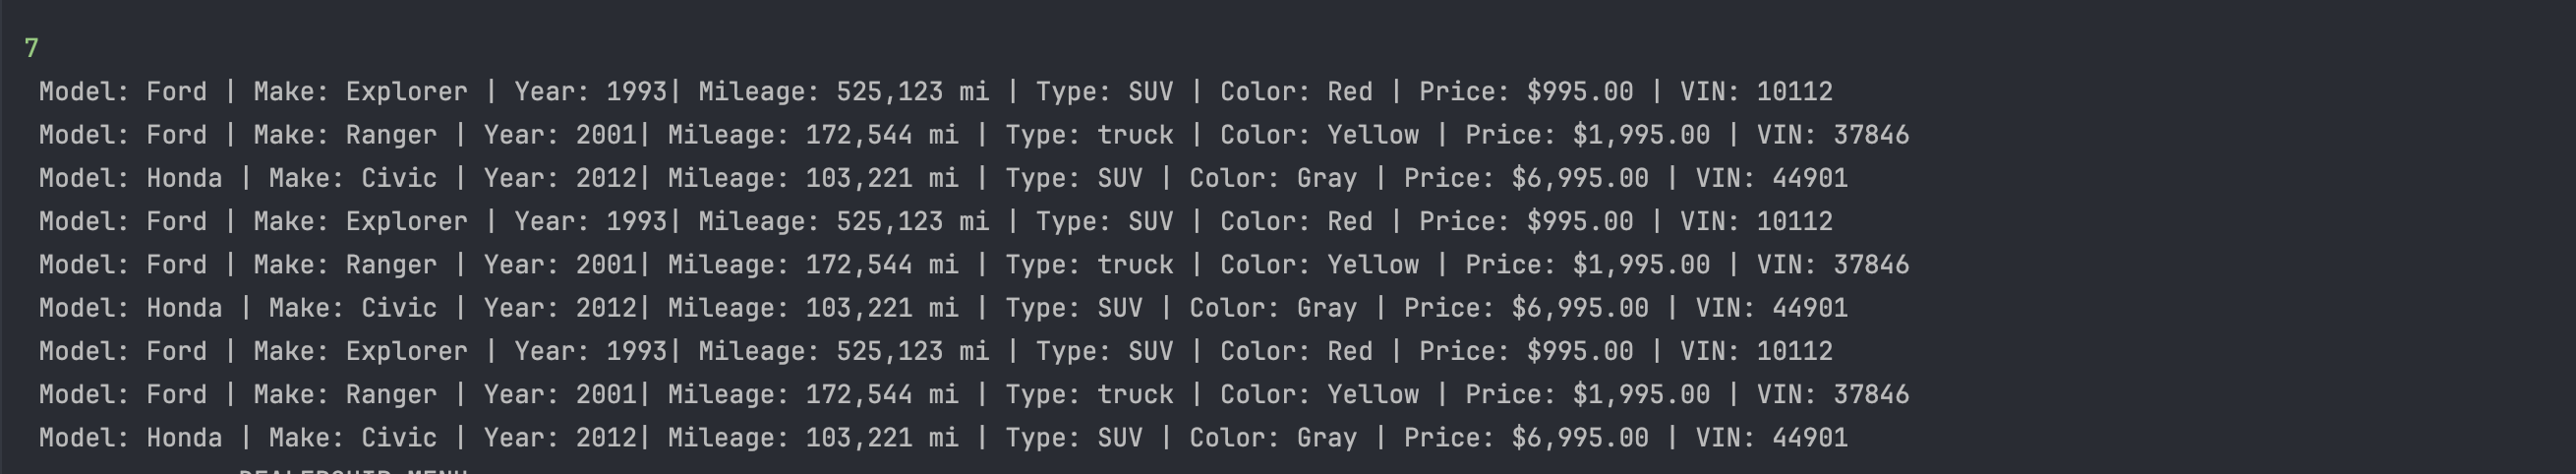 7
Model: Ford | Make: Explorer | Year: 1993| Mileage: 525,123 mi | Type: SUV | Color: Red | Price: $995.00 | VIN: 10112
Model: Ford | Make: Ranger | Year: 2001| Mileage: 172,544 mi | Type: truck | Color: Yellow | Price: $1,995.00 | VIN: 37846
Model: Honda | Make: Civic | Year: 2012| Mileage: 103,221 mi | Type: SUV | Color: Gray | Price: $6,995.00 | VIN: 44901
Model: Ford | Make: Explorer | Year: 1993| Mileage: 525,123 mi | Type: SUV | Color: Red | Price: $995.00 | VIN: 10112
Model: Ford | Make: Ranger | Year: 2001| Mileage: 172,544 mi | Type: truck | Color: Yellow | Price: $1,995.00 | VIN: 37846
Model: Honda | Make: Civic | Year: 2012| Mileage: 103,221 mi | Type: SUV | Color: Gray | Price: $6,995.00 | VIN: 44901
Model: Ford | Make: Explorer | Year: 1993| Mileage: 525,123 mi | Type: SUV | Color: Red | Price: $995.00 | VIN: 10112
Model: Ford | Make: Ranger | Year: 2001| Mileage: 172,544 mi | Type: truck | Color: Yellow | Price: $1,995.00 | VIN: 37846
Model: Honda | Make: Civic | Year: 2012| Mileage: 103,221 mi | Type: SUV | Color: Gray | Price: $6,995.00 | VIN: 44901